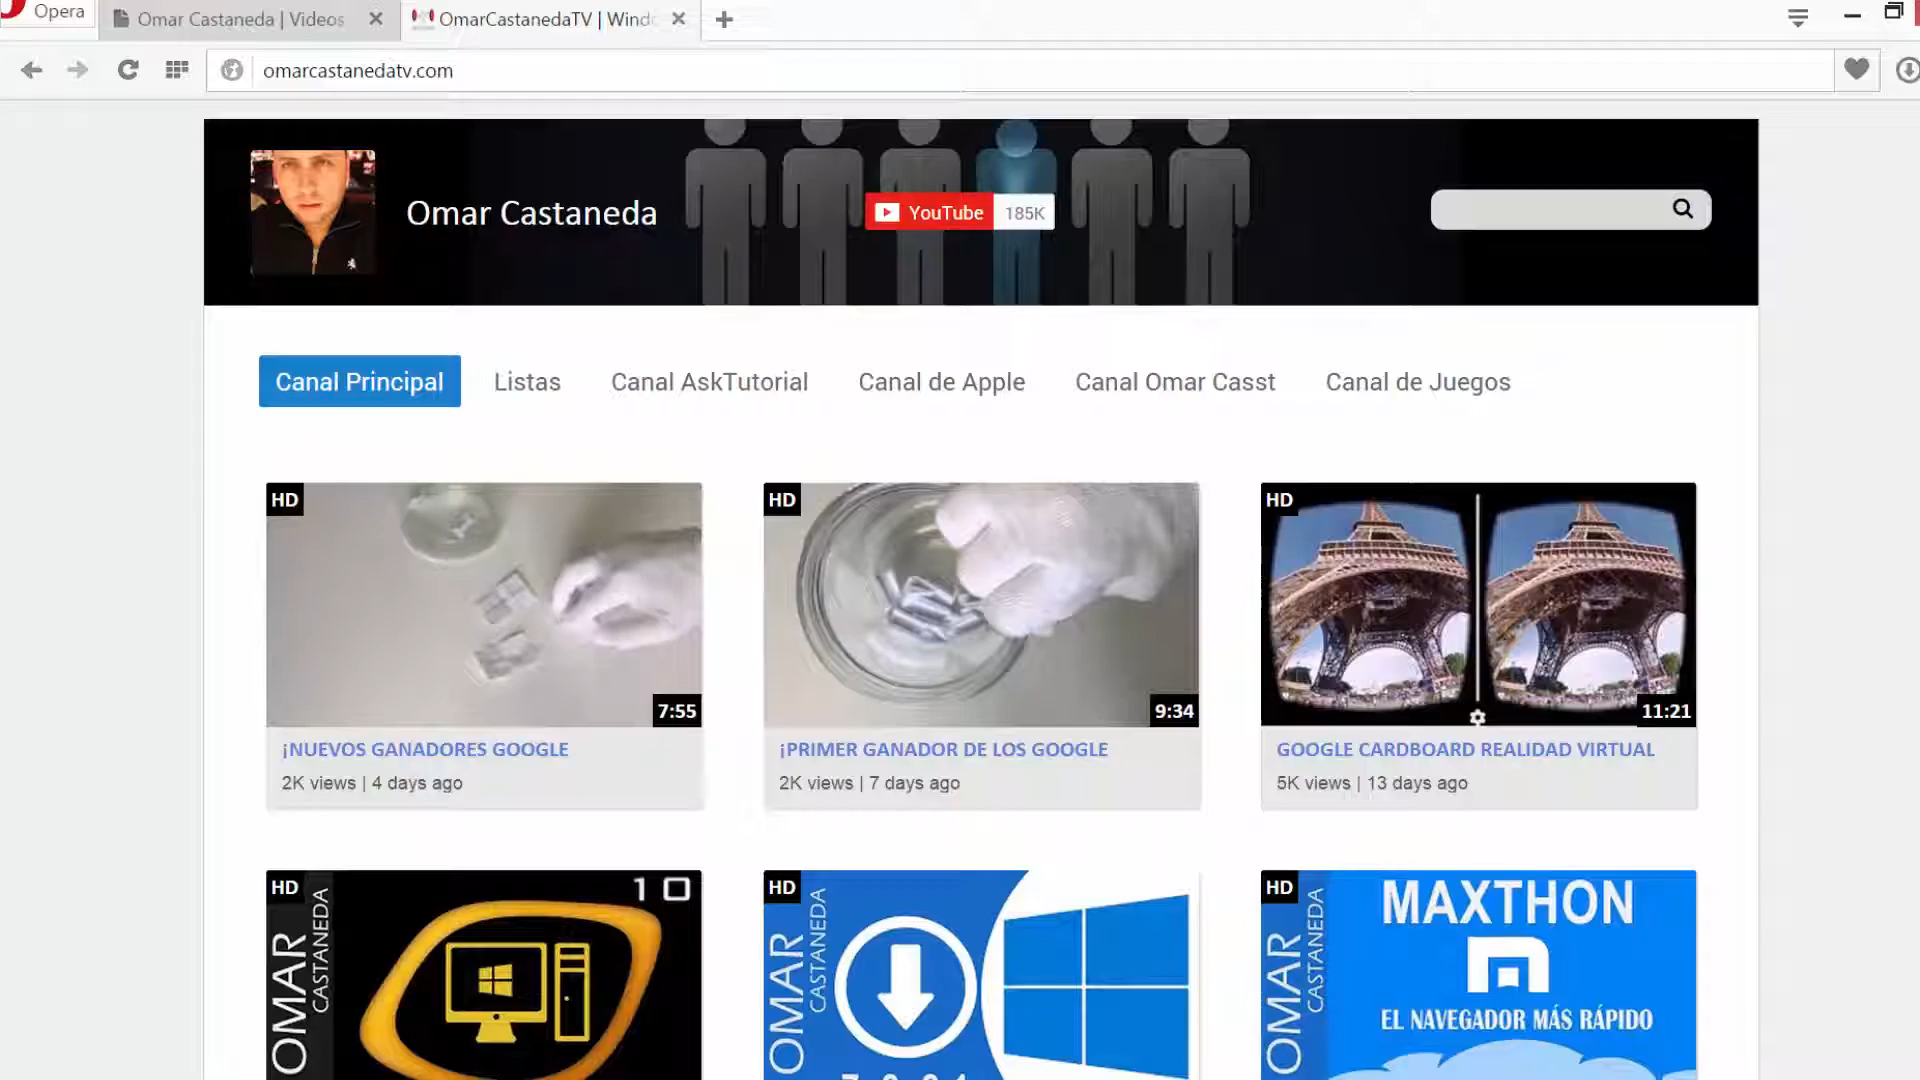 Opera
Omar Castaneda | Videos
OmarCastanedaTV | Windo
omarcastanedatv.com
Omar Castaneda
YouTube
185K
Canal Principal
Listas
Canal AskTutorial
Canal de Apple
Canal Omar Casst
Canal de Juegos
HD
7:55
HD
9:34
HD
11:21
¡NUEVOS GANADORES GOOGLE
¡PRIMER GANADOR DE LOS GOOGLE
GOOGLE CARDBOARD REALIDAD VIRTUAL
2K views | 4 days ago
2K views | 7 days ago
5K views | 13 days ago
HD
OMAR
CASTANEDA
10
HD
OMAR
CASTANEDA
HD
OMAR
CASTANEDA
MAXTHON
EL NAVEGADOR MÁS RÁPIDO